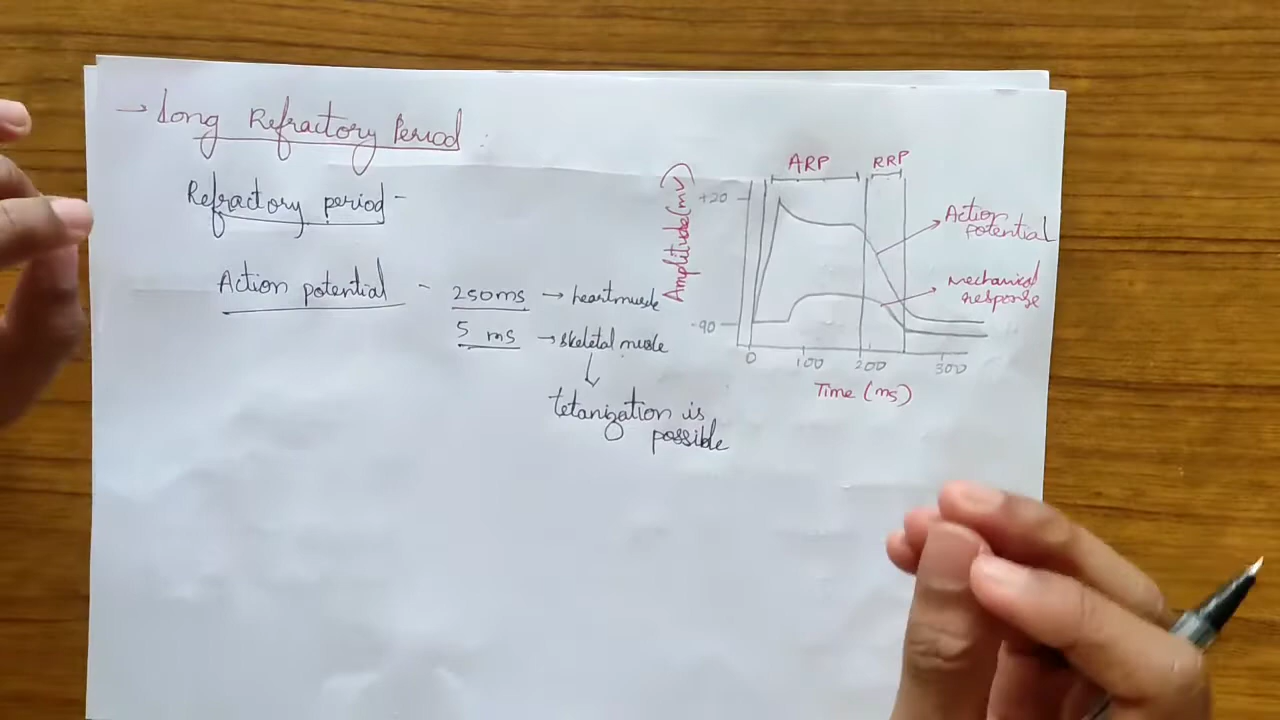 → Long Refractory Period :
Refractory period -
Action potential - 250ms → heart muscle
5 ms → skeletal muscle
↓
tetanization is
possible
ARP RRP
Amplitude(mV)
+20
-90
Action
potential
Mechanical
response
0 100 200 300
Time (ms)